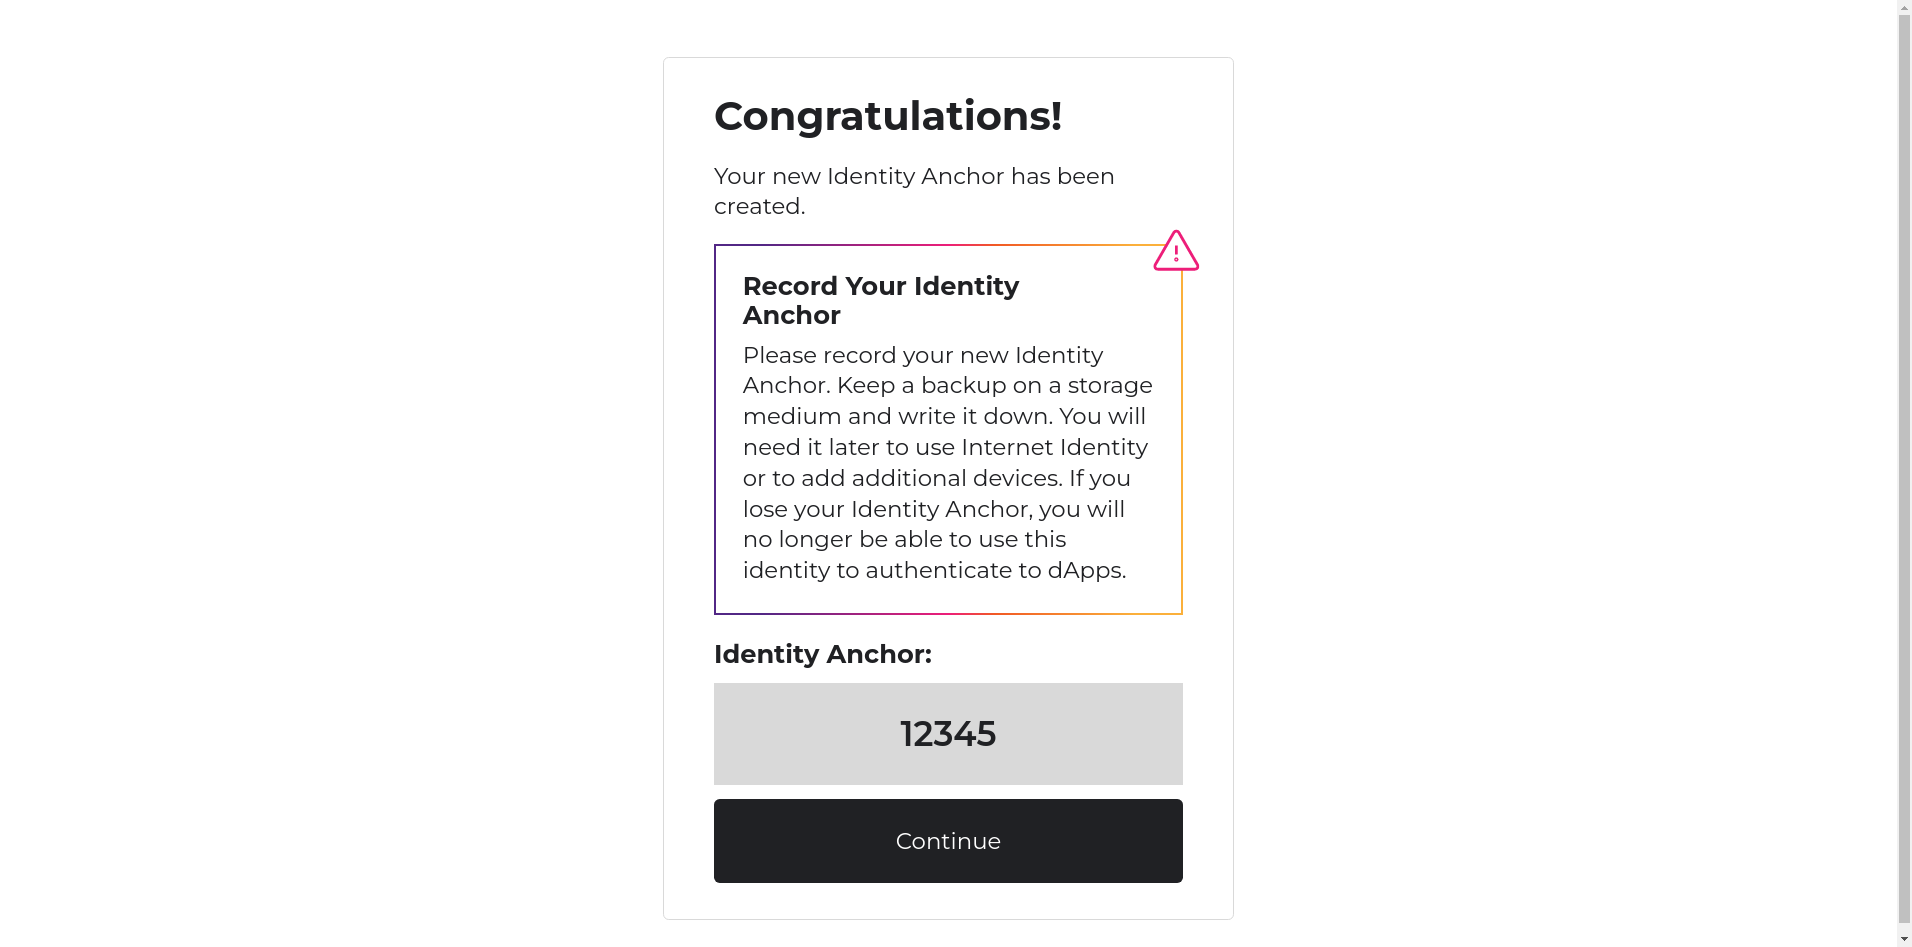 Congratulations!
Your new Identity Anchor has been
created.
Record Your Identity
Anchor
Please record your new Identity
Anchor. Keep a backup on a storage
medium and write it down. You will
need it later to use Internet Identity
or to add additional devices. If you
lose your Identity Anchor, you will
no longer be able to use this
identity to authenticate to dApps.
Identity Anchor:
12345
Continue